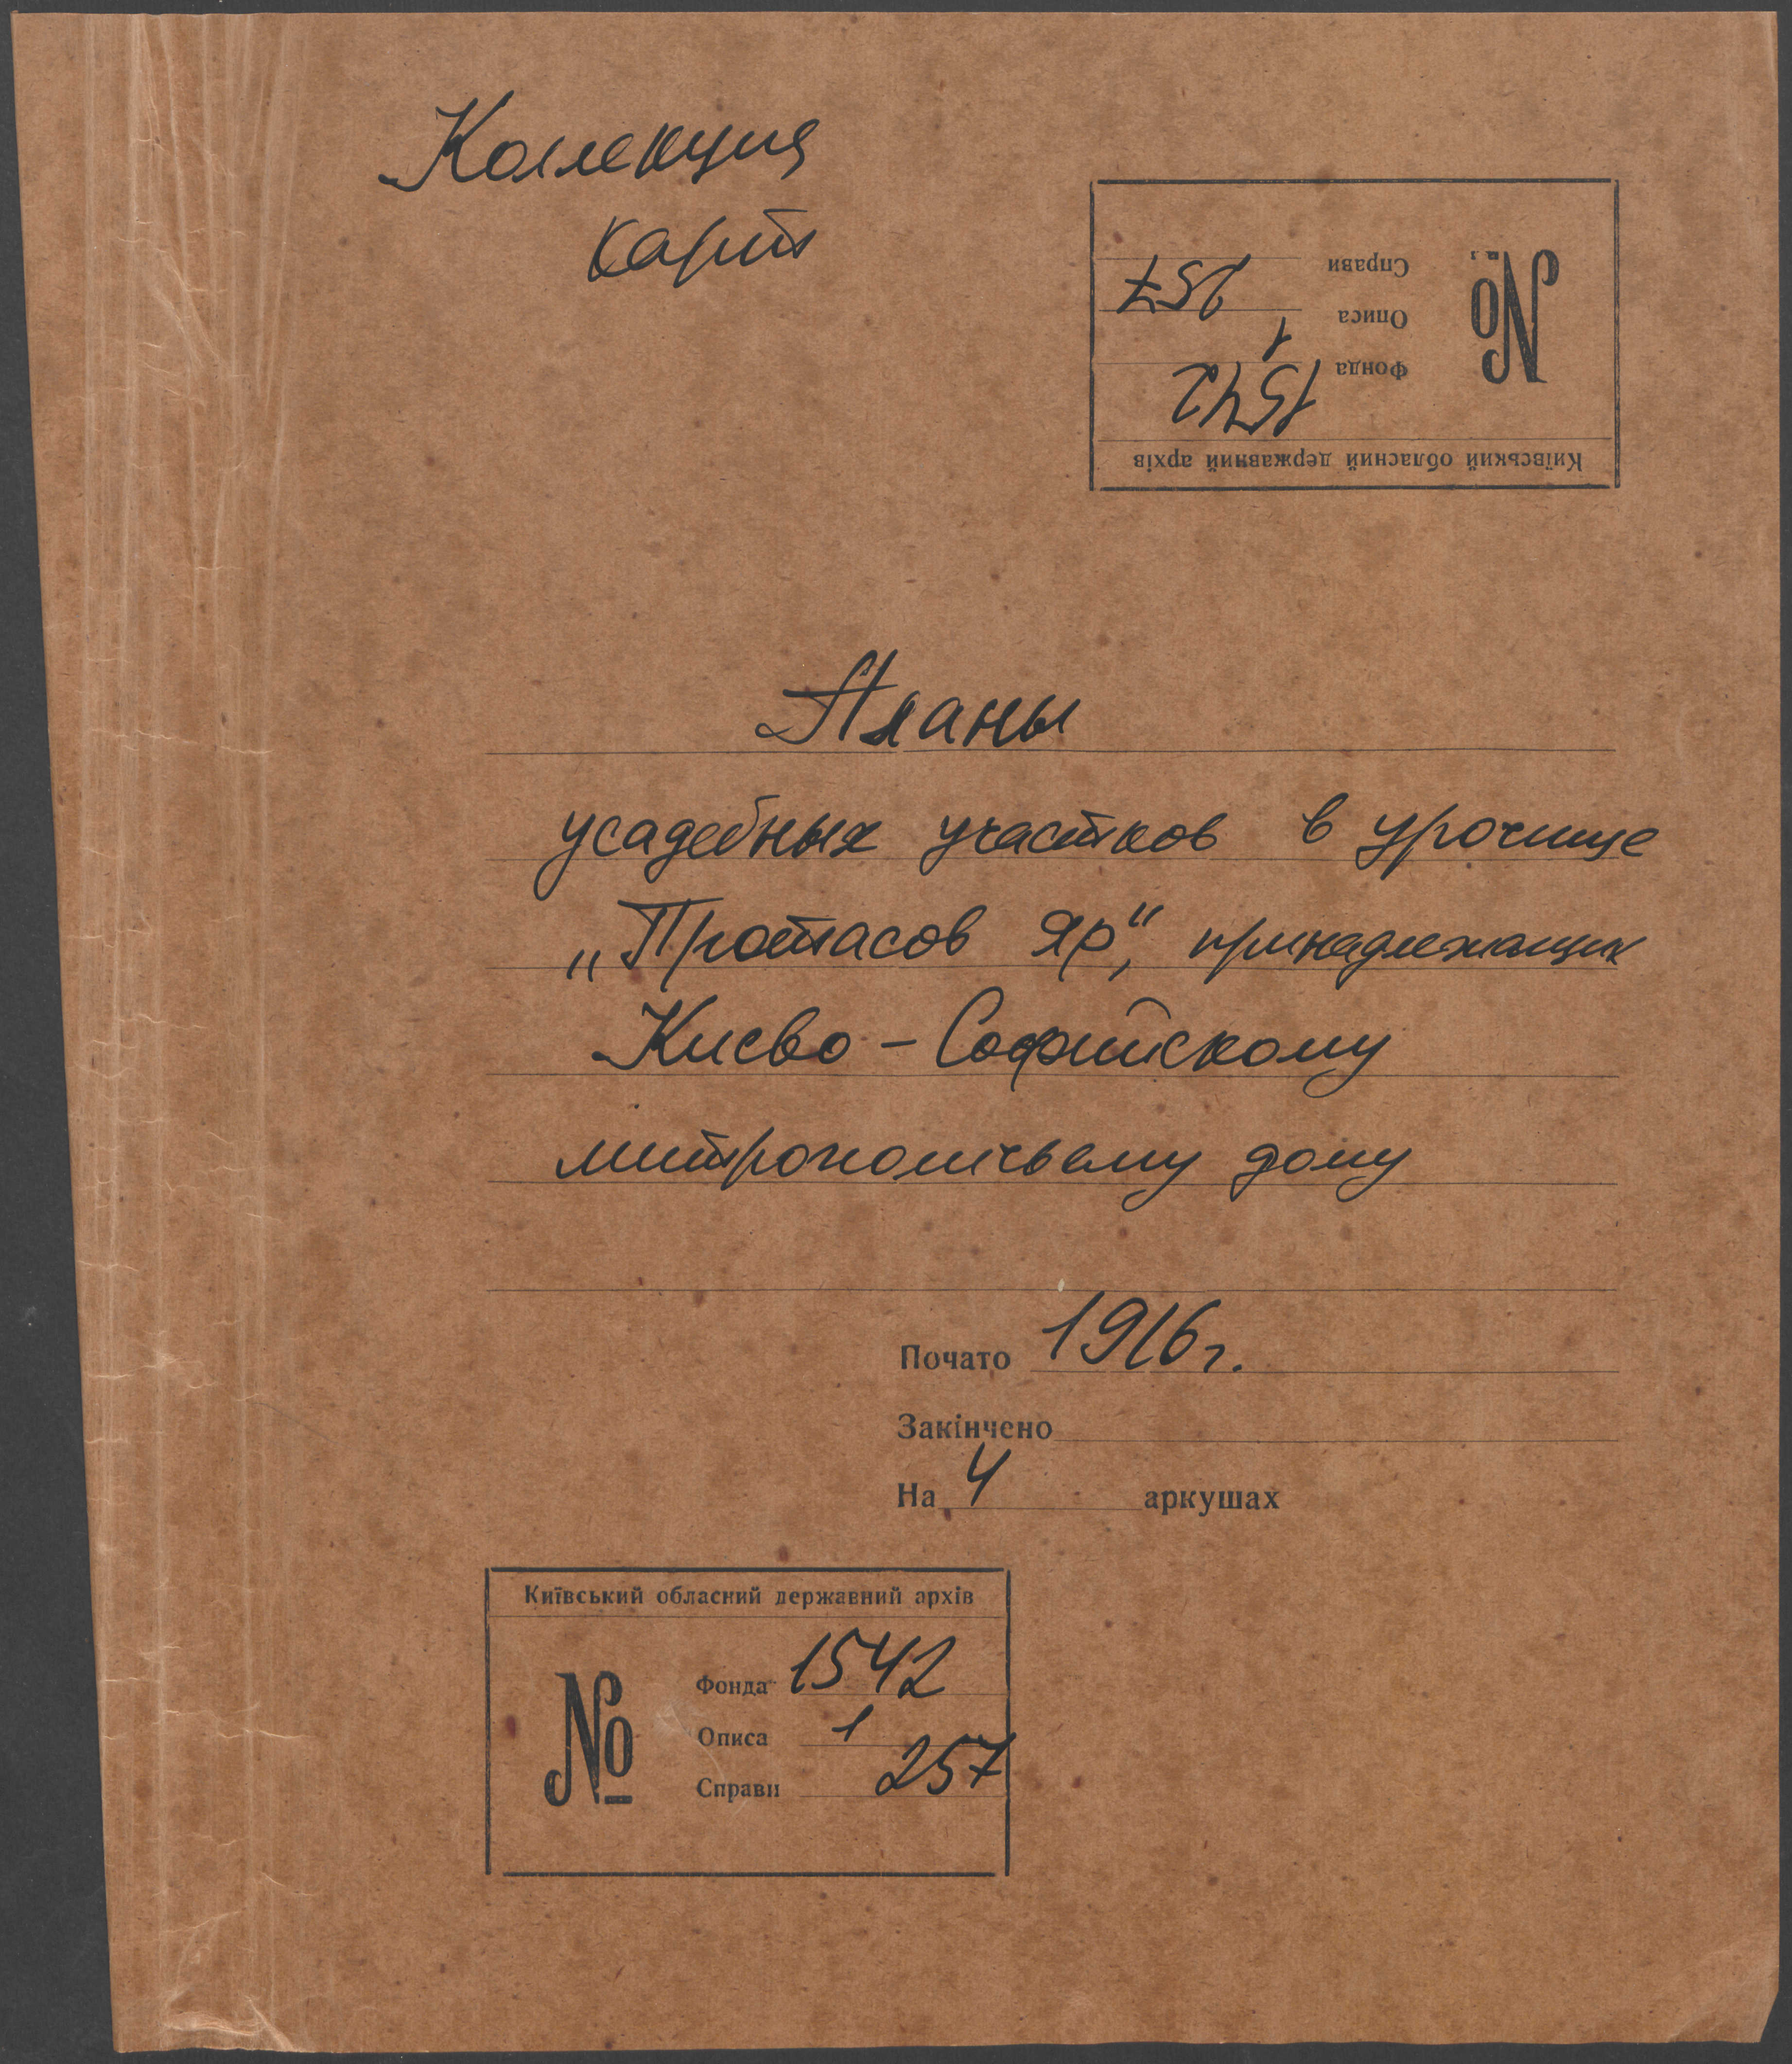 Коллекция
карт
Київський обласний державний архів
№
Фонда 1542
Описа 1
Справи 257
Планы
усадебных участков в урочище
„Протасов Яр“, принадлежащих
Киево-Софийскому
митрополичьему дому
Почато 1916 г.
Закінчено
На 4 аркушах
Київський обласний державний архів
№
Фонда 1542
Описа 1
Справи 257